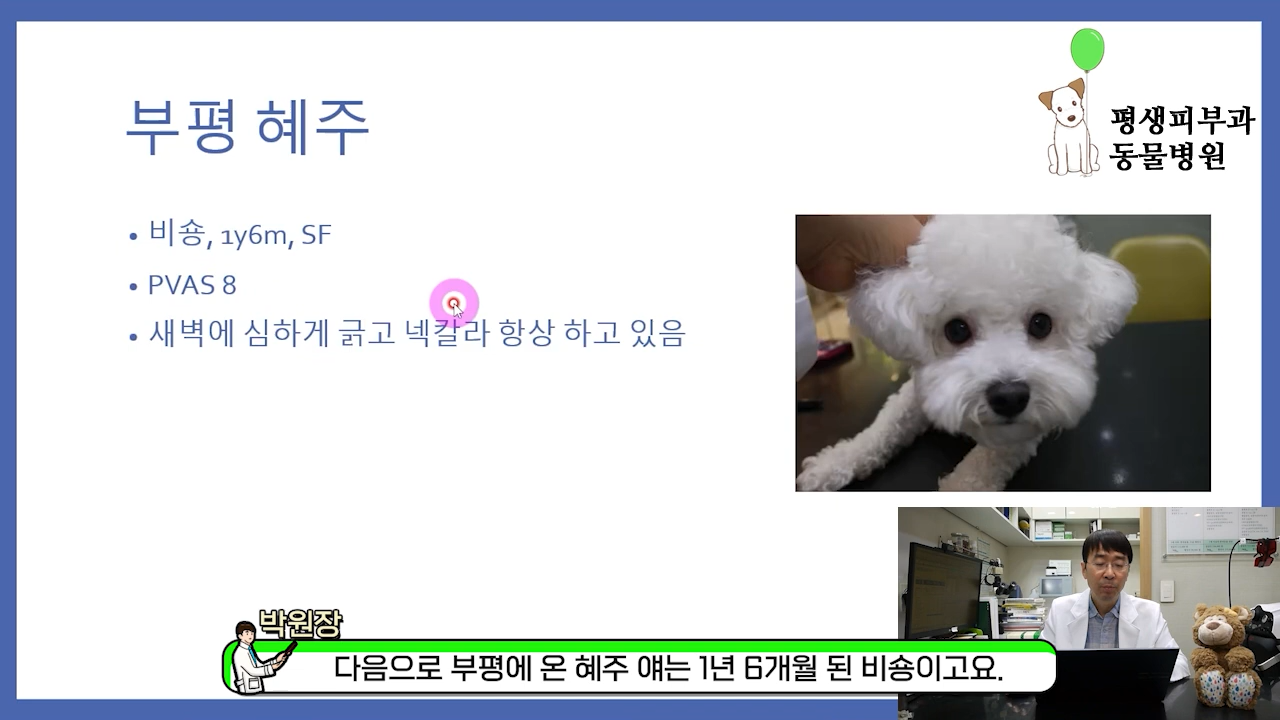 부평 혜주
평생피부과
동물병원
• 비숑, 1y6m, SF
• PVAS 8
• 새벽에 심하게 긁고 넥칼라 항상 하고 있음
박원장
다음으로 부평에 온 혜주 얘는 1년 6개월 된 비숑이고요.